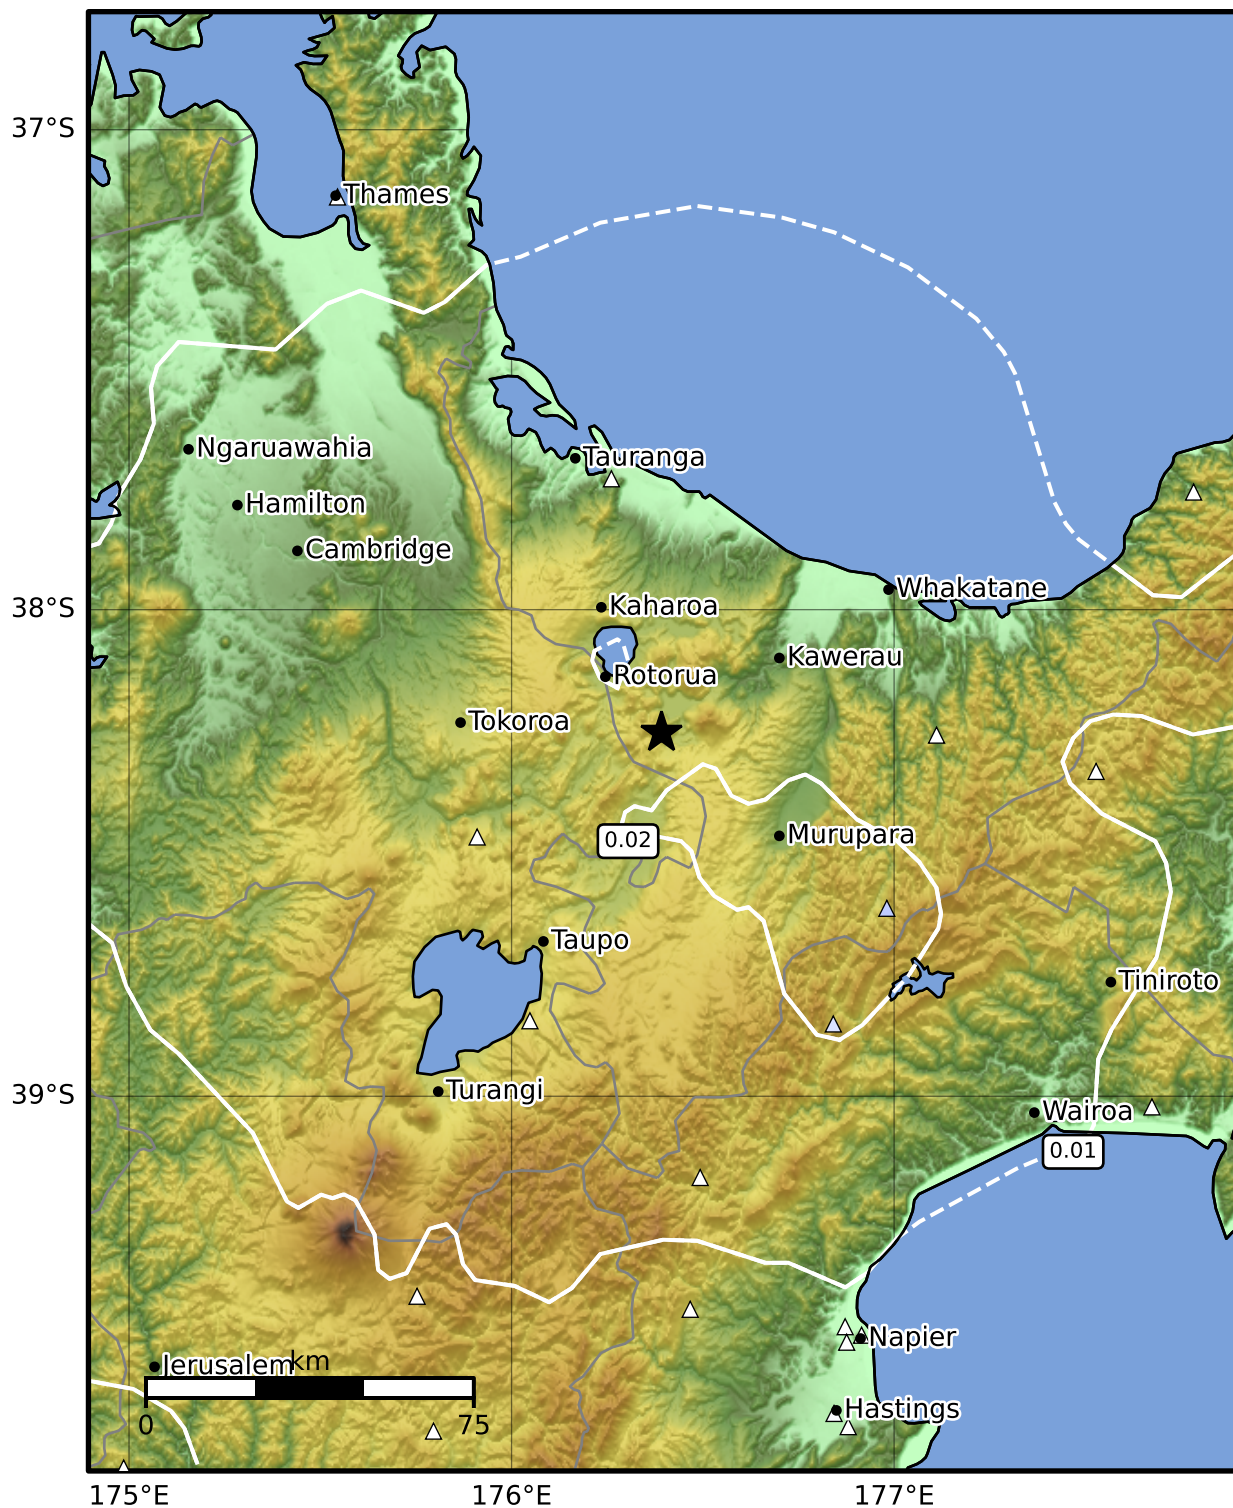 37°S
Thames
Ngaruawahia
Tauranga
Hamilton
Cambridge
Whakatane
38°S
Kaharoa
Kawerau
Rotorua
Tokoroa
Murupara
0.02
Taupo
Tiniroto
Turangi
39°S
Wairoa
0.01
Napier
Jerusalem
km
Hastings
0
75
175°E
176°E
177°E